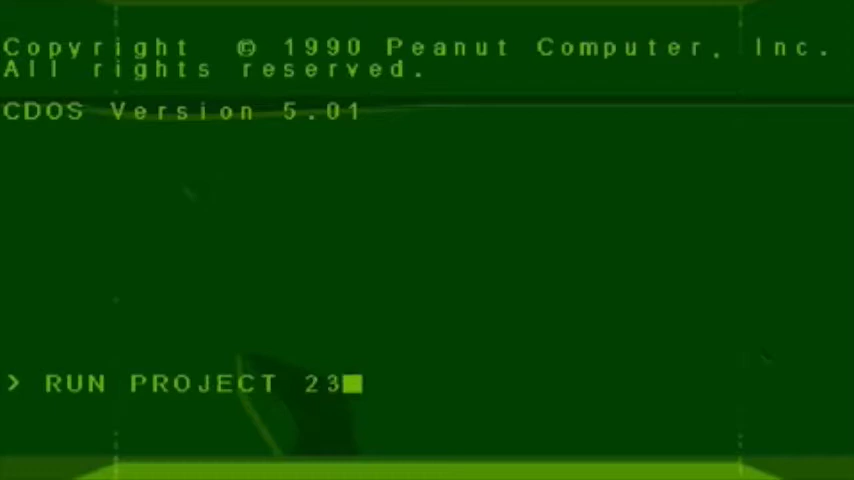 Copyright © 1990 Peanut Computer, Inc.
All rights reserved.
CDOS Version 5.01
> RUN PROJECT 23